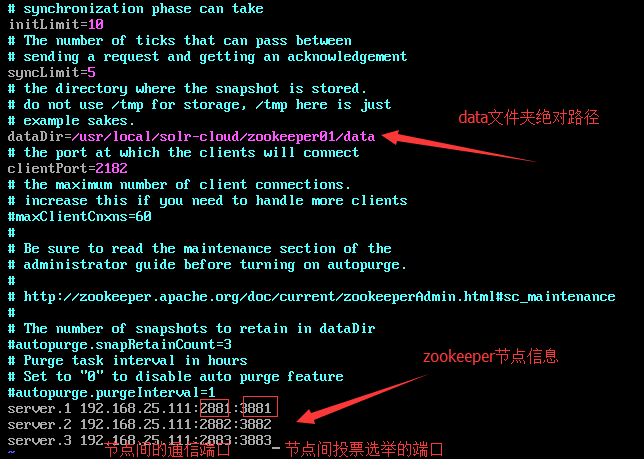 # synchronization phase can take
initLimit=10
# The number of ticks that can pass between
# sending a request and getting an acknowledgement
syncLimit=5
# the directory where the snapshot is stored.
# do not use /tmp for storage, /tmp here is just
# example sakes.
data文件夹绝对路径
dataDir=/usr/local/solr-cloud/zookeeper01/data
# the port at which the clients will connect
clientPort=2182
# the maximum number of client connections.
# increase this if you need to handle more clients
#maxClientCnxns=60
#
# Be sure to read the maintenance section of the
# administrator guide before turning on autopurge.
#
# http://zookeeper.apache.org/doc/current/zookeeperAdmin.html#sc_maintenance
#
# The number of snapshots to retain in dataDir
#autopurge.snapRetainCount=3
# Purge task interval in hours
zookeeper节点信息
# Set to "0" to disable auto purge feature
#autopurge.purgeInterval=1
server.1 192.168.25.111:2881:3881
server.2 192.168.25.111:2882:3882
server.3 192.168.25.111:2883:3883
节点间的通信端口
节点间投票选举的端口
~